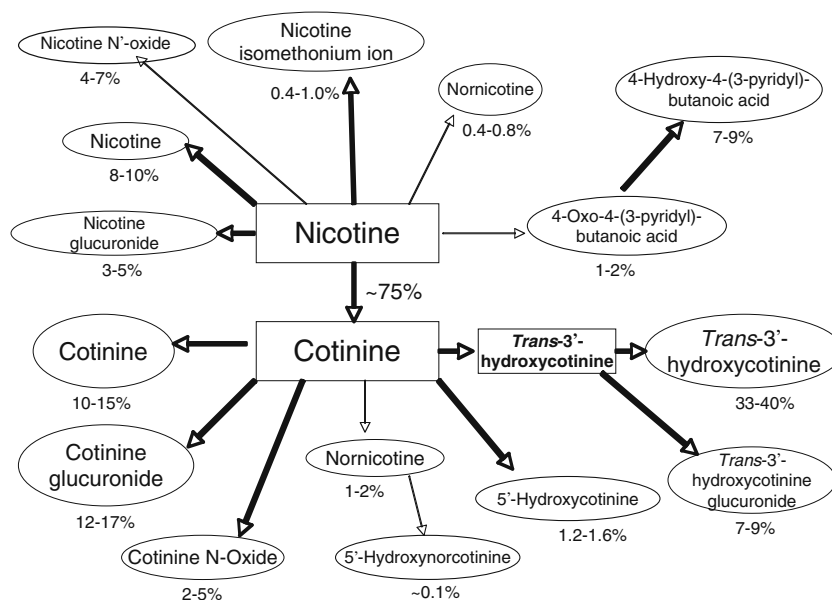 Nicotine N'-oxide
4-7%
Nicotine
isomethonium ion
0.4-1.0%
Nornicotine
0.4-0.8%
4-Hydroxy-4-(3-pyridyl)-
butanoic acid
7-9%
Nicotine
8-10%
Nicotine
glucuronide
3-5%
Nicotine
4-Oxo-4-(3-pyridyl)-
butanoic acid
1-2%
~75%
Cotinine
10-15%
Cotinine
Trans-3'-
hydroxycotinine
Trans-3'-
hydroxycotinine
33-40%
Cotinine
glucuronide
12-17%
Nornicotine
1-2%
5'-Hydroxycotinine
1.2-1.6%
Trans-3'-
hydroxycotinine
glucuronide
7-9%
Cotinine N-Oxide
2-5%
5'-Hydroxynorcotinine
~0.1%